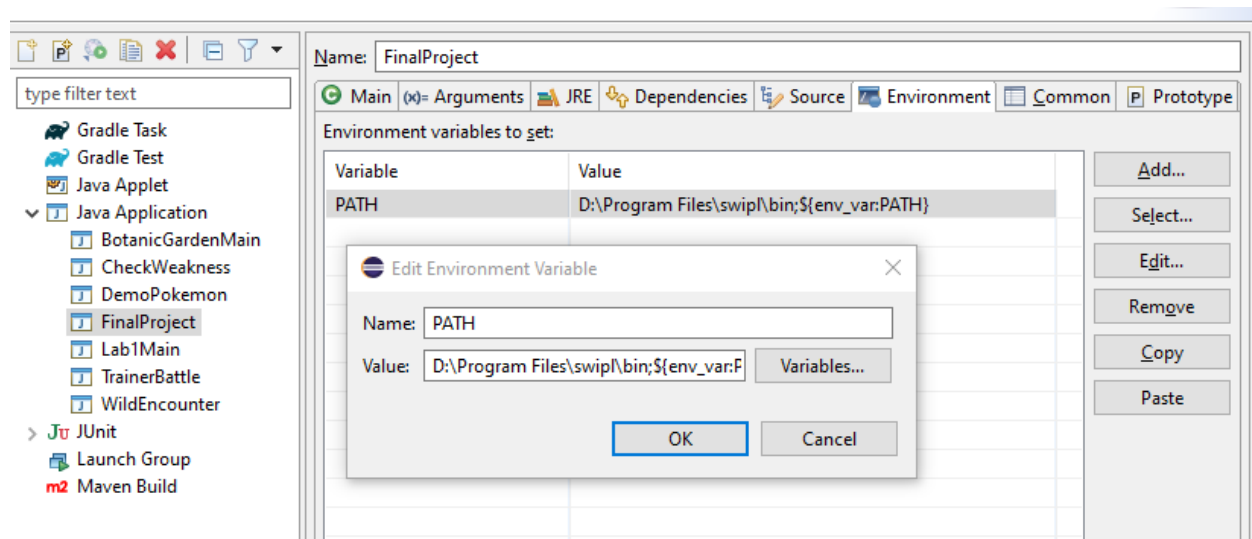 Name: FinalProject
type filter text
Main (x)= Arguments JRE Dependencies Source Environment Common P Prototype
Gradle Task
Gradle Test
Java Applet
Java Application
BotanicGardenMain
CheckWeakness
DemoPokemon
FinalProject
Lab1Main
TrainerBattle
WildEncounter
JU JUnit
Launch Group
m2 Maven Build
Environment variables to set:
Variable Value
PATH D:\Program Files\swipl\bin;${env_var:PATH}
Add...
Select...
Edit...
Remove
Copy
Paste
Edit Environment Variable
Name: PATH
Value: D:\Program Files\swipl\bin;${env_var:P Variables...
OK Cancel